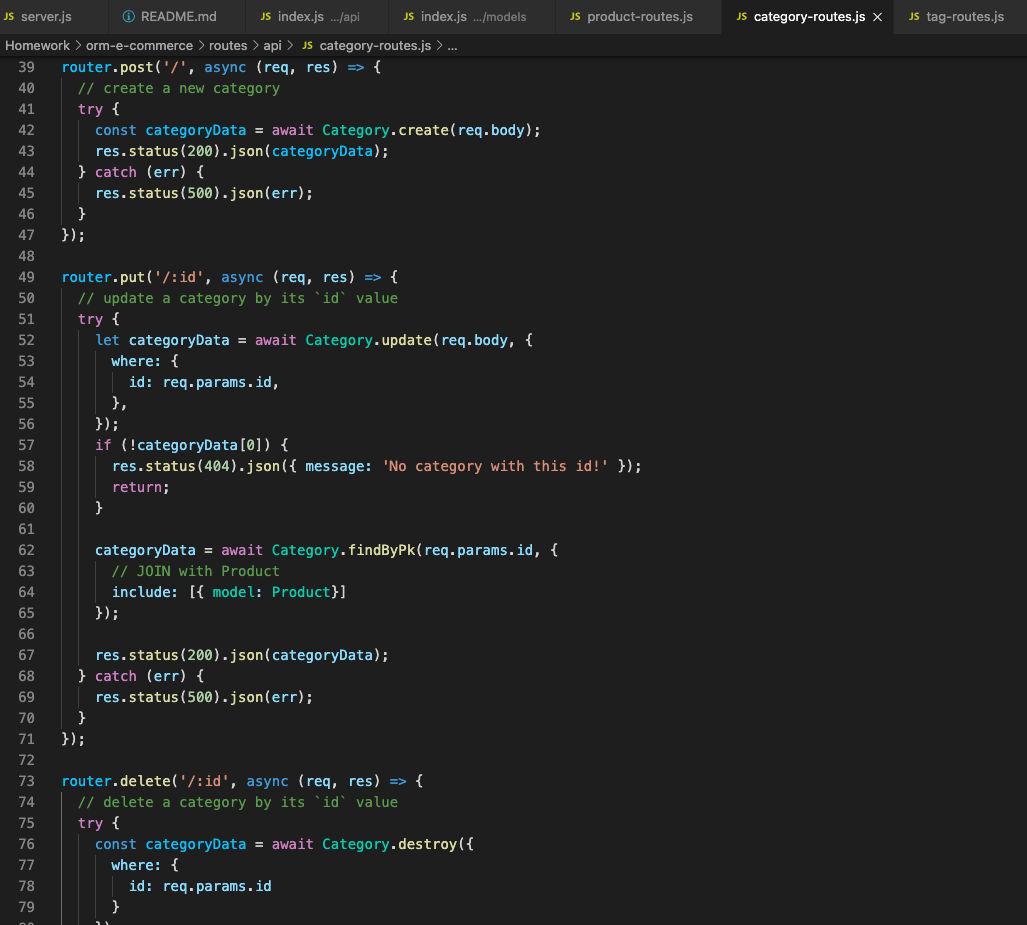 JS server.js ⓘ README.md JS index.js .../api JS index.js .../models JS product-routes.js JS category-routes.js × JS tag-routes.js
Homework > orm-e-commerce > routes > api > JS category-routes.js > ...
39 router.post('/', async (req, res) => {
40   // create a new category
41   try {
42     const categoryData = await Category.create(req.body);
43     res.status(200).json(categoryData);
44   } catch (err) {
45     res.status(500).json(err);
46   }
47 });
48
49 router.put('/:id', async (req, res) => {
50   // update a category by its `id` value
51   try {
52     let categoryData = await Category.update(req.body, {
53       where: {
54         id: req.params.id,
55       },
56     });
57     if (!categoryData[0]) {
58       res.status(404).json({ message: 'No category with this id!' });
59       return;
60     }
61
62     categoryData = await Category.findByPk(req.params.id, {
63       // JOIN with Product
64       include: [{ model: Product}]
65     });
66
67     res.status(200).json(categoryData);
68   } catch (err) {
69     res.status(500).json(err);
70   }
71 });
72
73 router.delete('/:id', async (req, res) => {
74   // delete a category by its `id` value
75   try {
76     const categoryData = await Category.destroy({
77       where: {
78         id: req.params.id
79       }